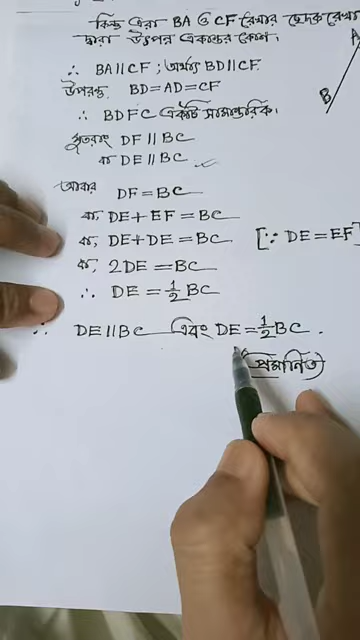 কিন্তু এরা BA ও CF রেখার ছেদক রেখা
দ্বারা উৎপন্ন একান্তর কোণ।
∴ BA || CF ; অর্থাৎ BD || CF.
উপরন্তু BD = AD = CF
∴ BDFC একটি সামান্তরিক।
সুতরাং DF || BC
বা DE || BC
আবার DF = BC
বা, DE + EF = BC
বা, DE + DE = BC [∵ DE = EF]
বা, 2DE = BC
∴ DE = 1/2 BC
∴ DE || BC এবং DE = 1/2 BC .
(প্রমাণিত)
A
B